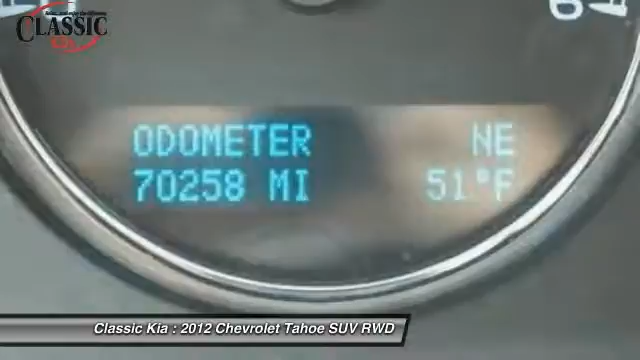 CLASSIC
ODOMETER NE
70258 MI 51°F
Classic Kia : 2012 Chevrolet Tahoe SUV RWD